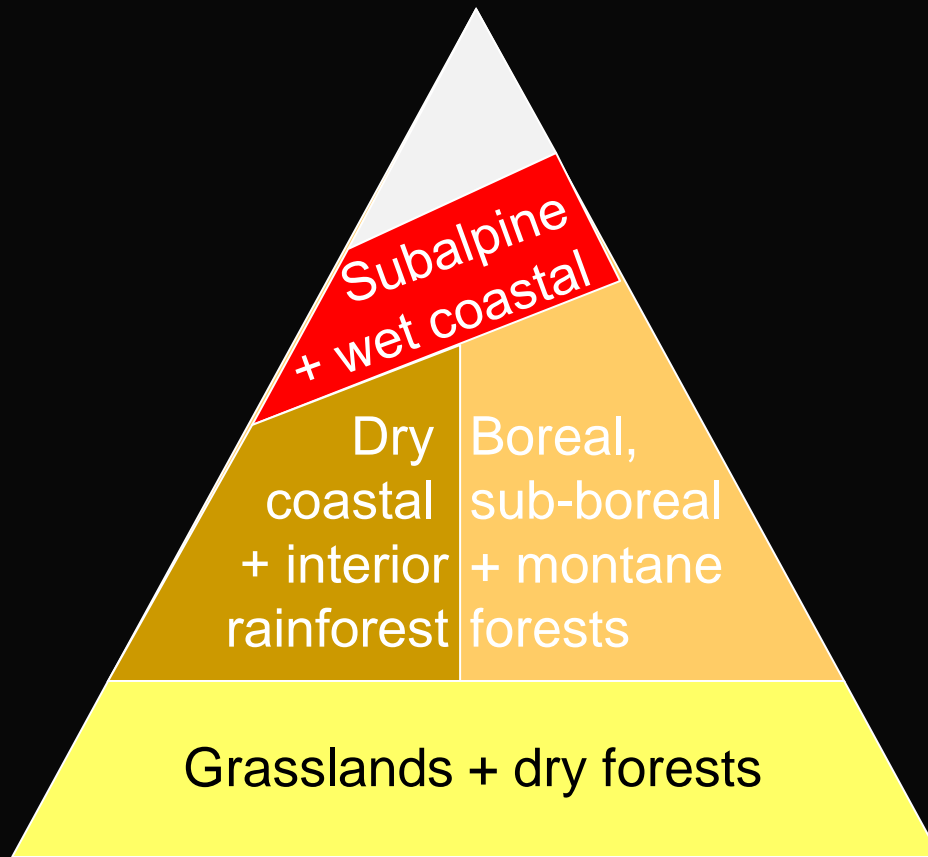 Subalpine
+ wet coastal
Dry
coastal
+ interior
rainforest
Boreal,
sub-boreal
+ montane
forests
Grasslands + dry forests